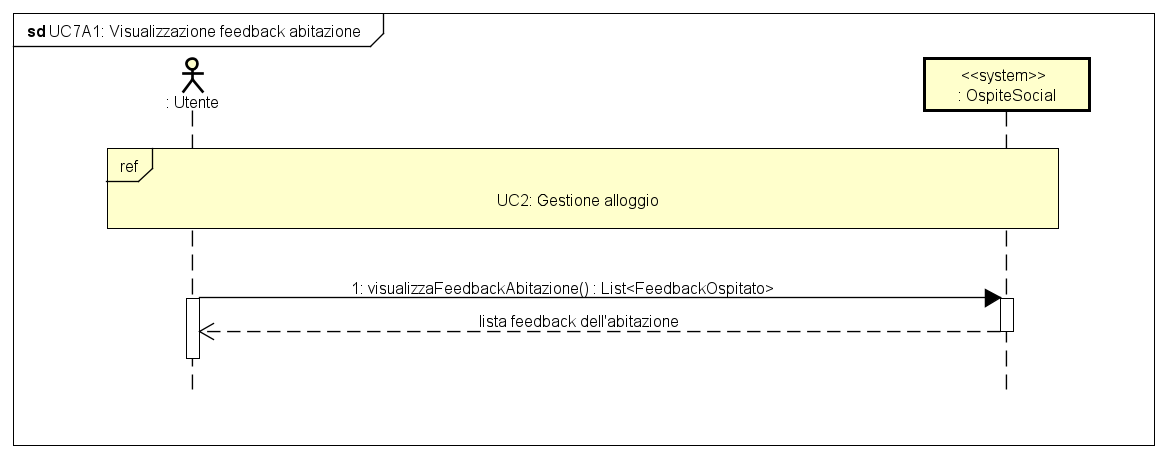 sd UC7A1: Visualizzazione feedback abitazione
: Utente
<<system>>
: OspiteSocial
ref
UC2: Gestione alloggio
1: visualizzaFeedbackAbitazione() : List<FeedbackOspitato>
lista feedback dell'abitazione